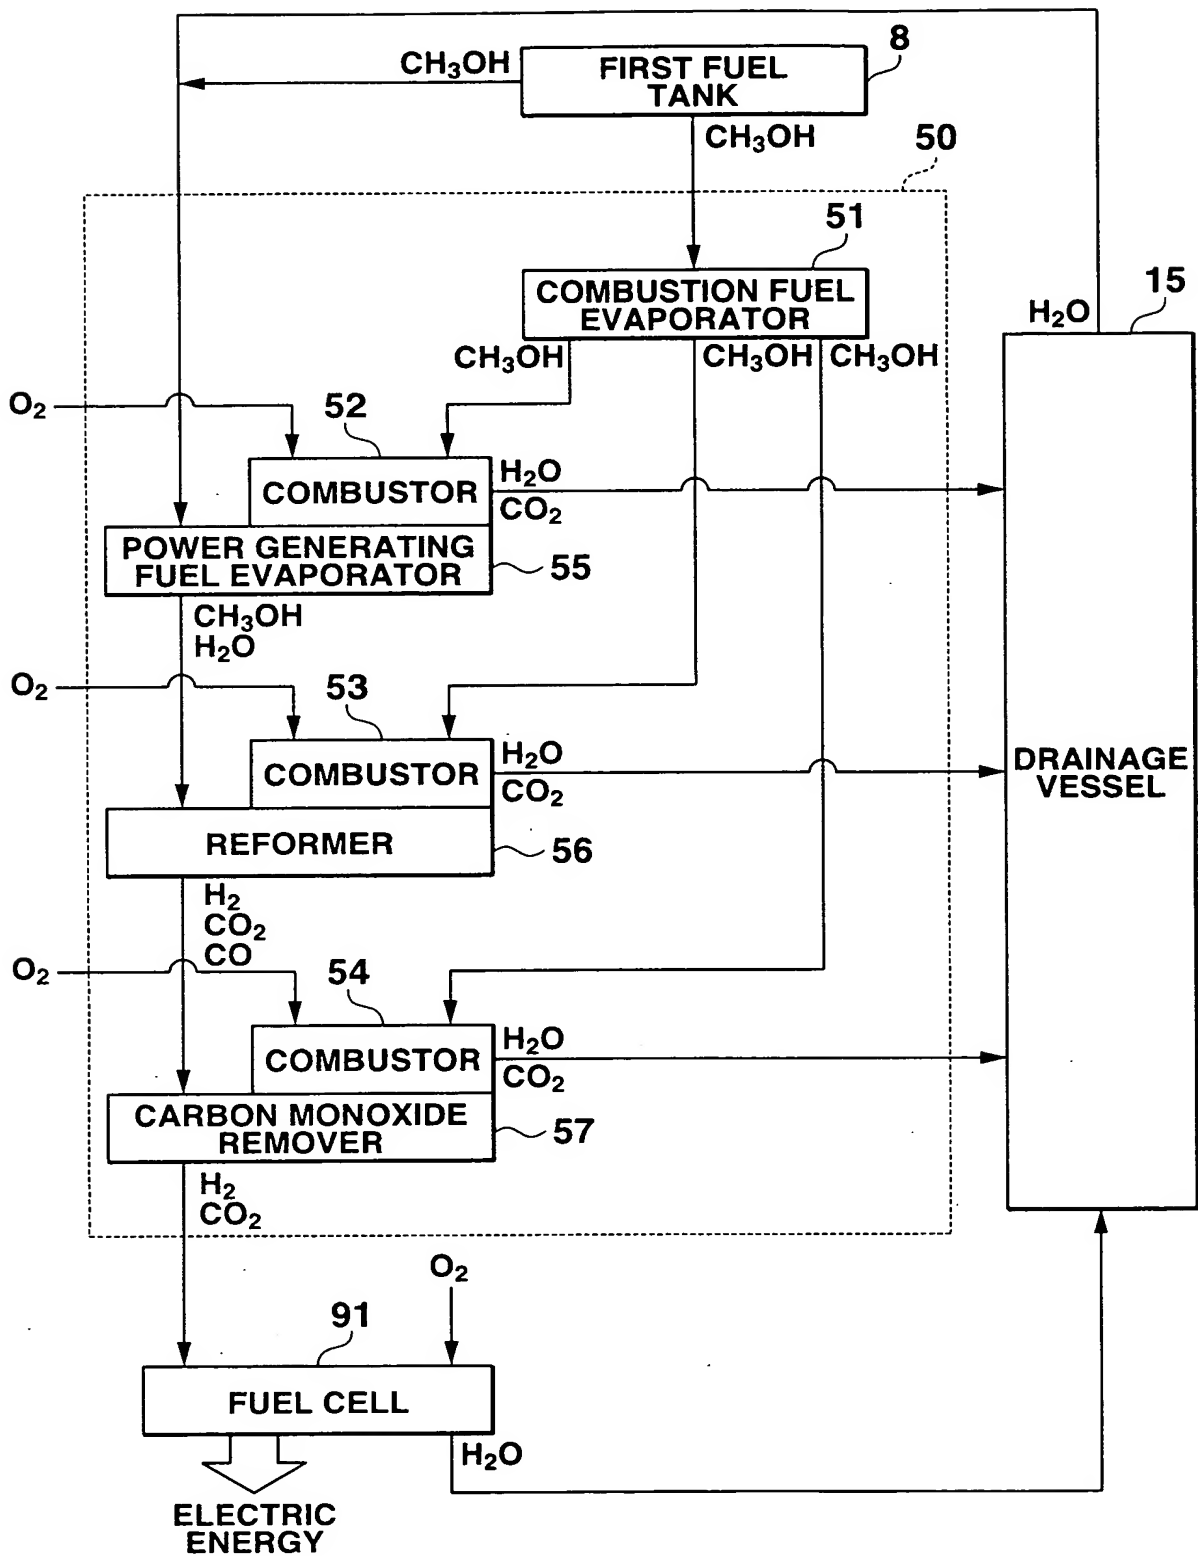 8
CH₃OH
FIRST FUEL
TANK
CH₃OH
50
51
COMBUSTION FUEL
EVAPORATOR
15
H₂O
CH₃OH
CH₃OH
CH₃OH
O₂
52
COMBUSTOR
H₂O
CO₂
POWER GENERATING
FUEL EVAPORATOR
55
CH₃OH
H₂O
O₂
53
COMBUSTOR
H₂O
CO₂
DRAINAGE
VESSEL
REFORMER
56
H₂
CO₂
CO
O₂
54
COMBUSTOR
H₂O
CO₂
CARBON MONOXIDE
REMOVER
57
H₂
CO₂
O₂
91
FUEL CELL
H₂O
ELECTRIC
ENERGY